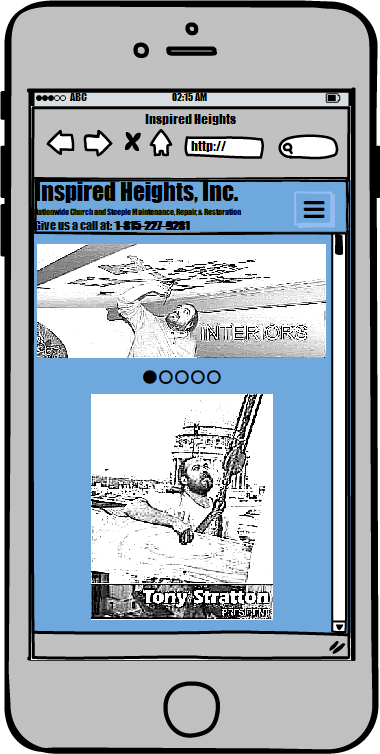 ABC 02:15 AM
Inspired Heights
http://
Inspired Heights, Inc.
Nationwide Church and Steeple Maintenance, Repair, & Restoration
Give us a call at: 1-815-227-9281
INTERIORS
Tony Stratton
PRESIDENT